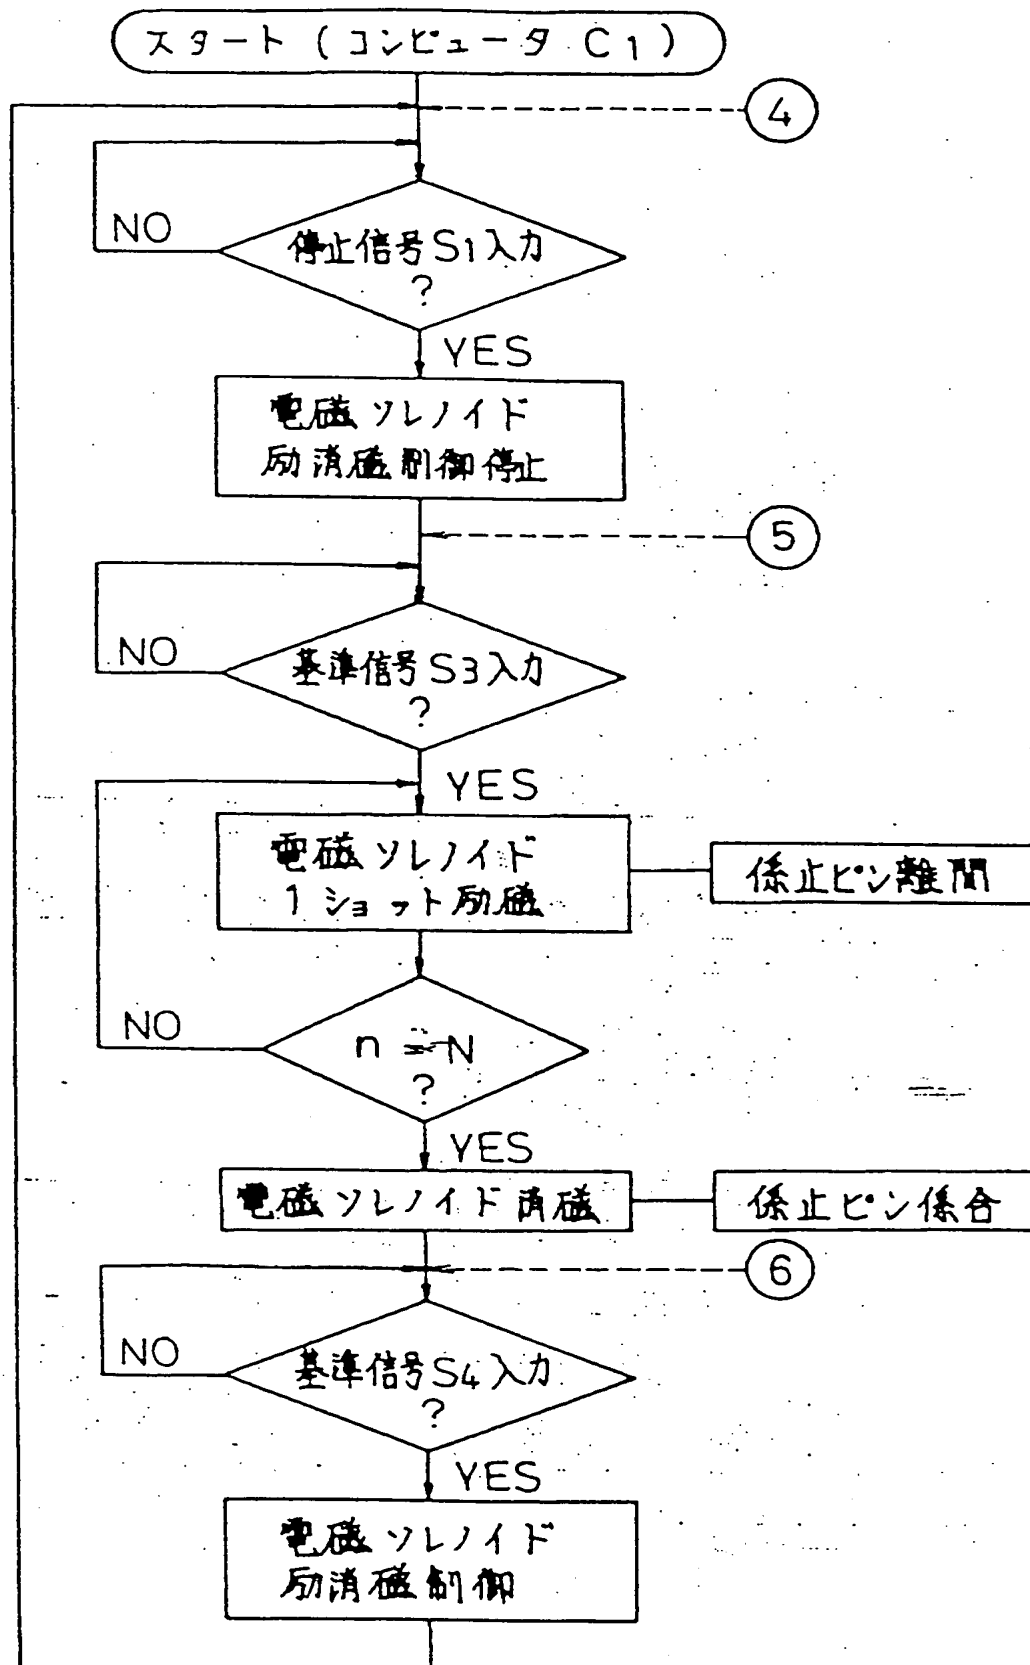 スタート(コンピュータ C1)
④
NO
停止信号S1入力
?
YES
電磁ソレノイド
励消磁制御停止
⑤
NO
基準信号S3入力
?
YES
電磁ソレノイド
1ショット励磁
係止ピン離間
NO
n=N
?
YES
電磁ソレノイド消磁
係止ピン係合
⑥
NO
基準信号S4入力
?
YES
電磁ソレノイド
励消磁制御